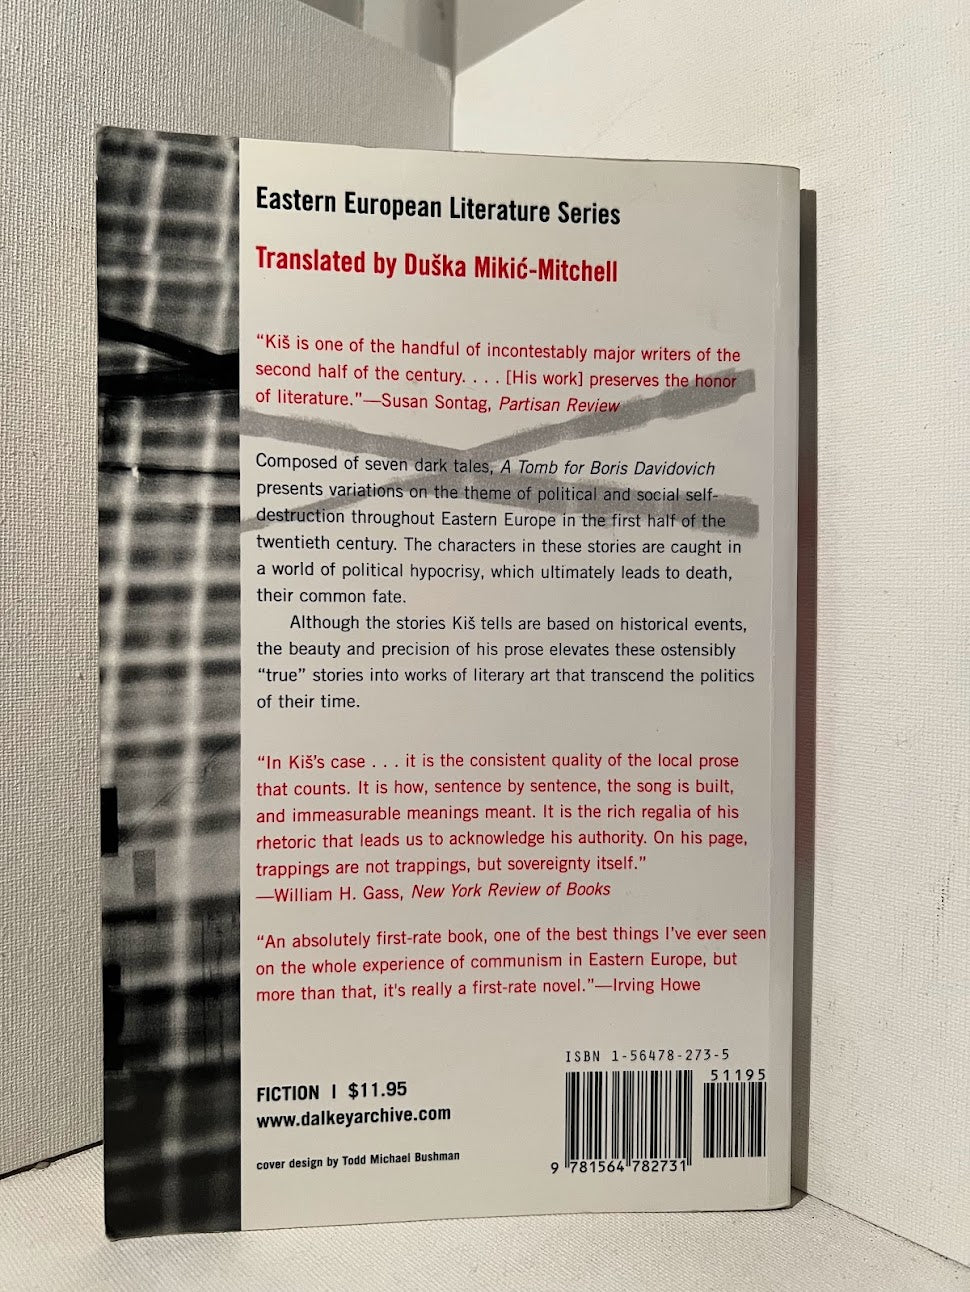 Eastern European Literature Series
Translated by Duška Mikić-Mitchell
“Kiš is one of the handful of incontestably major writers of the
second half of the century. . . . [His work] preserves the honor
of literature.”—Susan Sontag, Partisan Review
Composed of seven dark tales, A Tomb for Boris Davidovich
presents variations on the theme of political and social self-
destruction throughout Eastern Europe in the first half of the
twentieth century. The characters in these stories are caught in
a world of political hypocrisy, which ultimately leads to death,
their common fate.
Although the stories Kiš tells are based on historical events,
the beauty and precision of his prose elevates these ostensibly
“true” stories into works of literary art that transcend the politics
of their time.
“In Kiš’s case . . . it is the consistent quality of the local prose
that counts. It is how, sentence by sentence, the song is built,
and immeasurable meanings meant. It is the rich regalia of his
rhetoric that leads us to acknowledge his authority. On his page,
trappings are not trappings, but sovereignty itself.”
—William H. Gass, New York Review of Books
“An absolutely first-rate book, one of the best things I’ve ever seen
on the whole experience of communism in Eastern Europe, but
more than that, it's really a first-rate novel.”—Irving Howe
FICTION | $11.95
www.dalkeyarchive.com
cover design by Todd Michael Bushman
ISBN 1-56478-273-5
51195
9 781564 782731